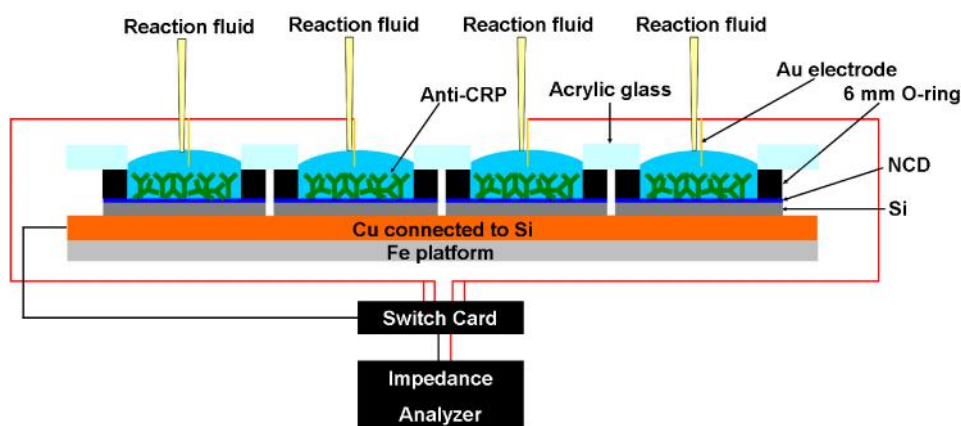 Reaction fluid
Reaction fluid
Reaction fluid
Reaction fluid
Anti-CRP
Acrylic glass
Au electrode
6 mm O-ring
NCD
Si
Cu connected to Si
Fe platform
Switch Card
Impedance
Analyzer